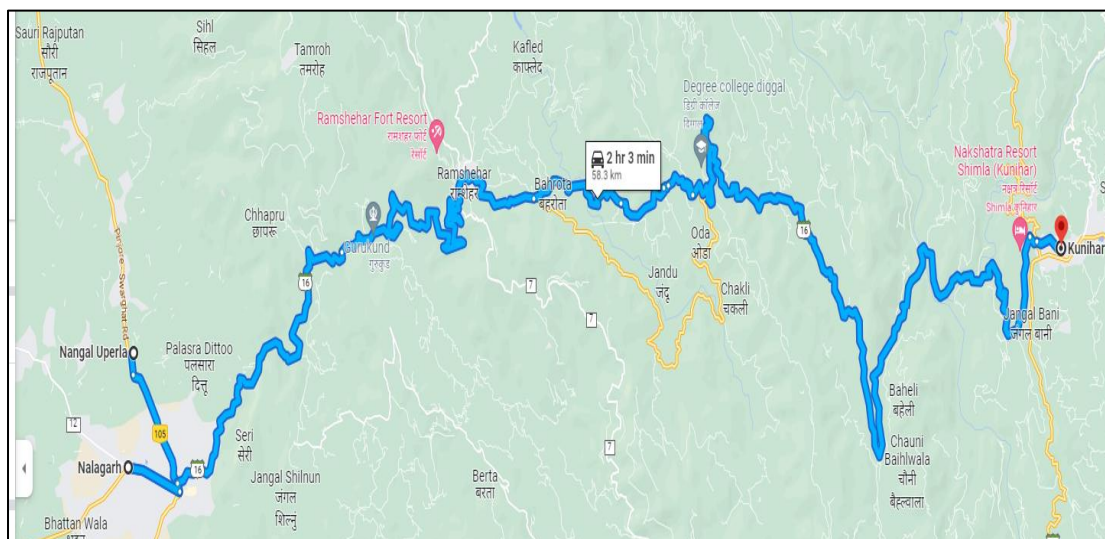 Sihl
सिहल
Sauri Rajputan
सौरी
राजपूतान
Tamroh
तमरोह
Kafled
काफ्लेद
Degree college diggal
डिग्री कॉलेज
डिग्गल
Ramshehar Fort Resort
रामशहर फोर्ट
रिसॉर्ट
2 hr 3 min
58.3 km
Nakshatra Resort
Shimla (Kunihar)
नक्षत्र रिसॉर्ट
Shimla कुनिहार
Ramshehar
रामशेहर
Bahrota
बहरोता
Chhapru
छापरू
Gurukund
गुरुकुंड
16
Kunihar
Oda
ओडा
Jandu
जंदू
Chakli
चकली
7
16
7
Jangal Bani
जंगल बानी
Pinjore - Swarghat Rd
Nangal Uperla
Palasra Dittoo
पलसारा
दित्तू
Baheli
बहेली
12
105
Seri
सेरी
Chauni
Baihlwala
चौनी
बैह्ल्वाला
Nalagarh
16
7
Jangal Shilnun
जंगल
शिल्नुं
Berta
बरता
Bhattan Wala